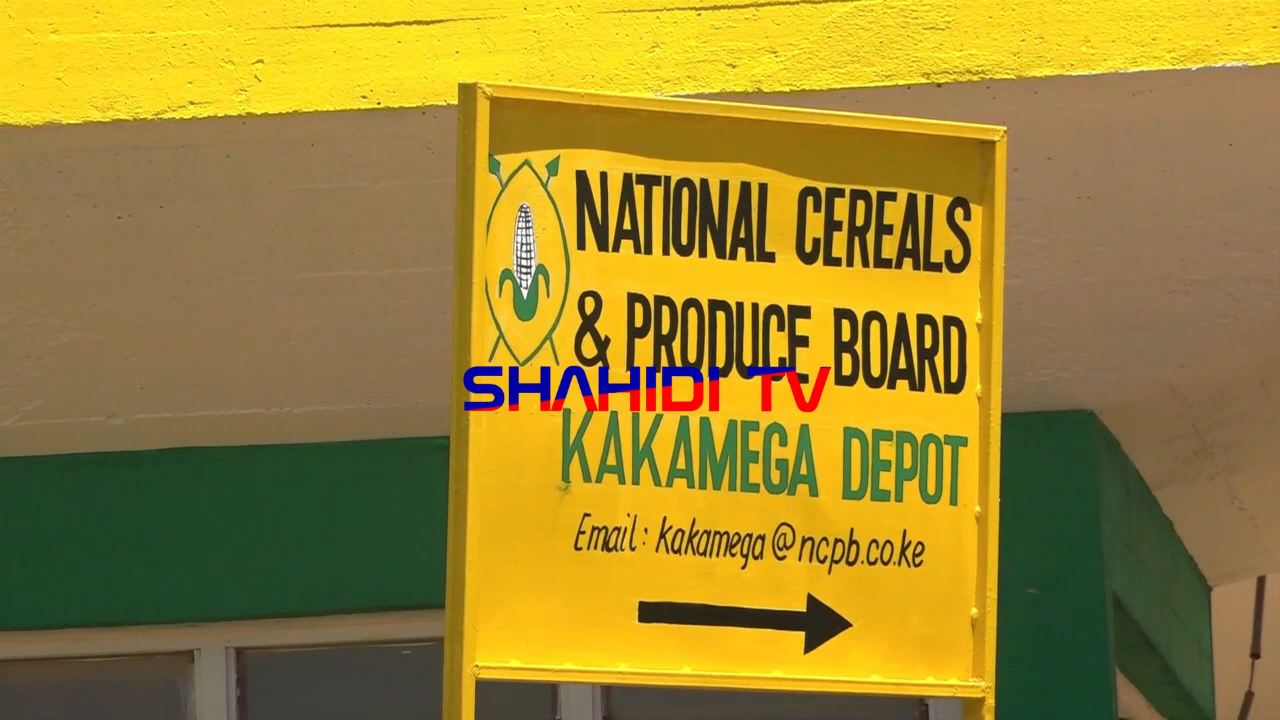 NATIONAL CEREALS
& PRODUCE BOARD
SHAHIDI TV
KAKAMEGA DEPOT
Email: kakamega@ncpb.co.ke